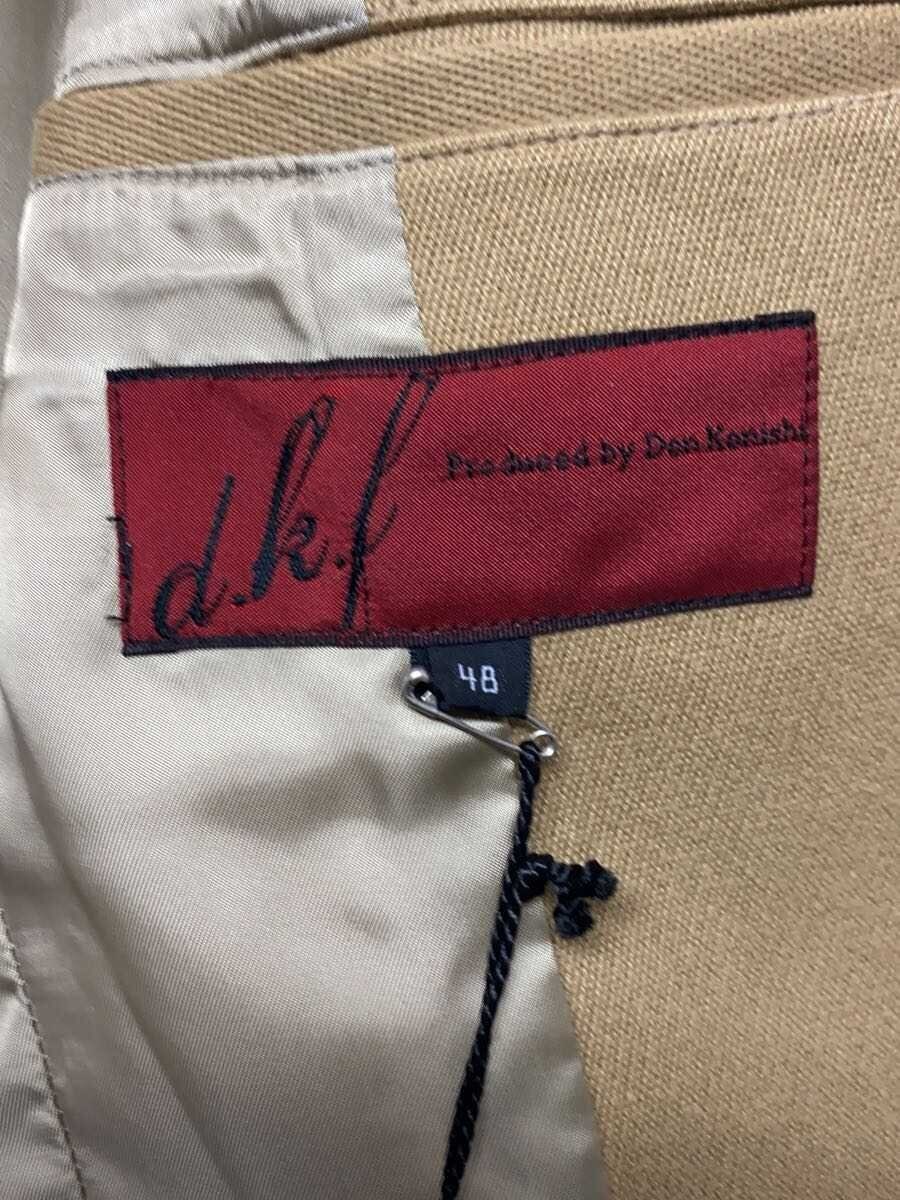 d.k.f
Produced by Don Konishi
48